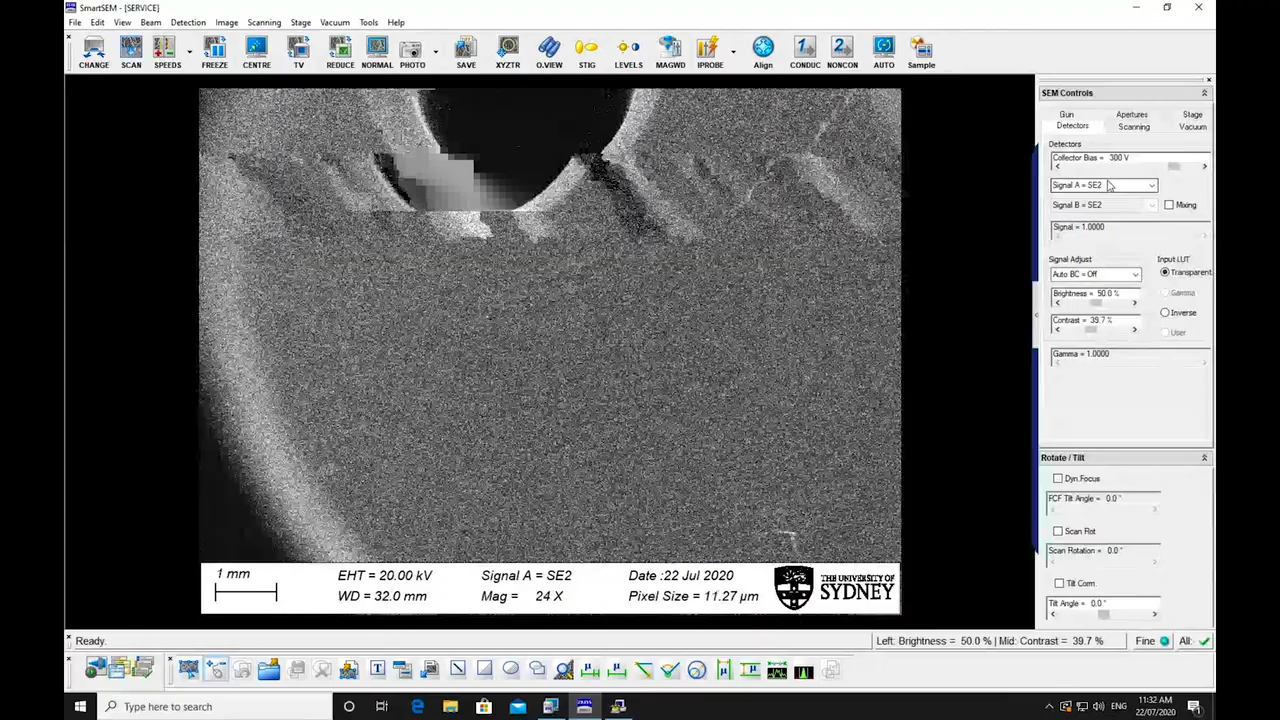 SmartSEM - [SERVICE]
File Edit View Beam Detection Image Scanning Stage Vacuum Tools Help
CHANGE SCAN SPEEDS FREEZE CENTRE TV REDUCE NORMAL PHOTO SAVE XYZTR O.VIEW STIG LEVELS MAGWD IPROBE Align CONDUC NONCON AUTO Sample
SEM Controls
Gun Apertures Stage
Detectors Scanning Vacuum
Detectors
Collector Bias = 300 V
Signal A = SE2
Signal B = SE2 Mixing
Signal = 1.0000
Signal Adjust Input LUT
Auto BC = Off Transparent
Brightness = 50.0 % Gamma
Inverse
Contrast = 39.7 %
User
Gamma = 1.0000
Rotate / Tilt
Dyn.Focus
FCF Tilt Angle = 0.0 °
Scan Rot
Scan Rotation = 0.0 °
Tilt Corrn.
Tilt Angle = 0.0 °
1 mm EHT = 20.00 kV Signal A = SE2 Date :22 Jul 2020
WD = 32.0 mm Mag = 24 X Pixel Size = 11.27 µm
THE UNIVERSITY OF
SYDNEY
Ready. Left: Brightness = 50.0 % | Mid: Contrast = 39.7 % Fine All:
Type here to search
ENG
11:32 AM
22/07/2020